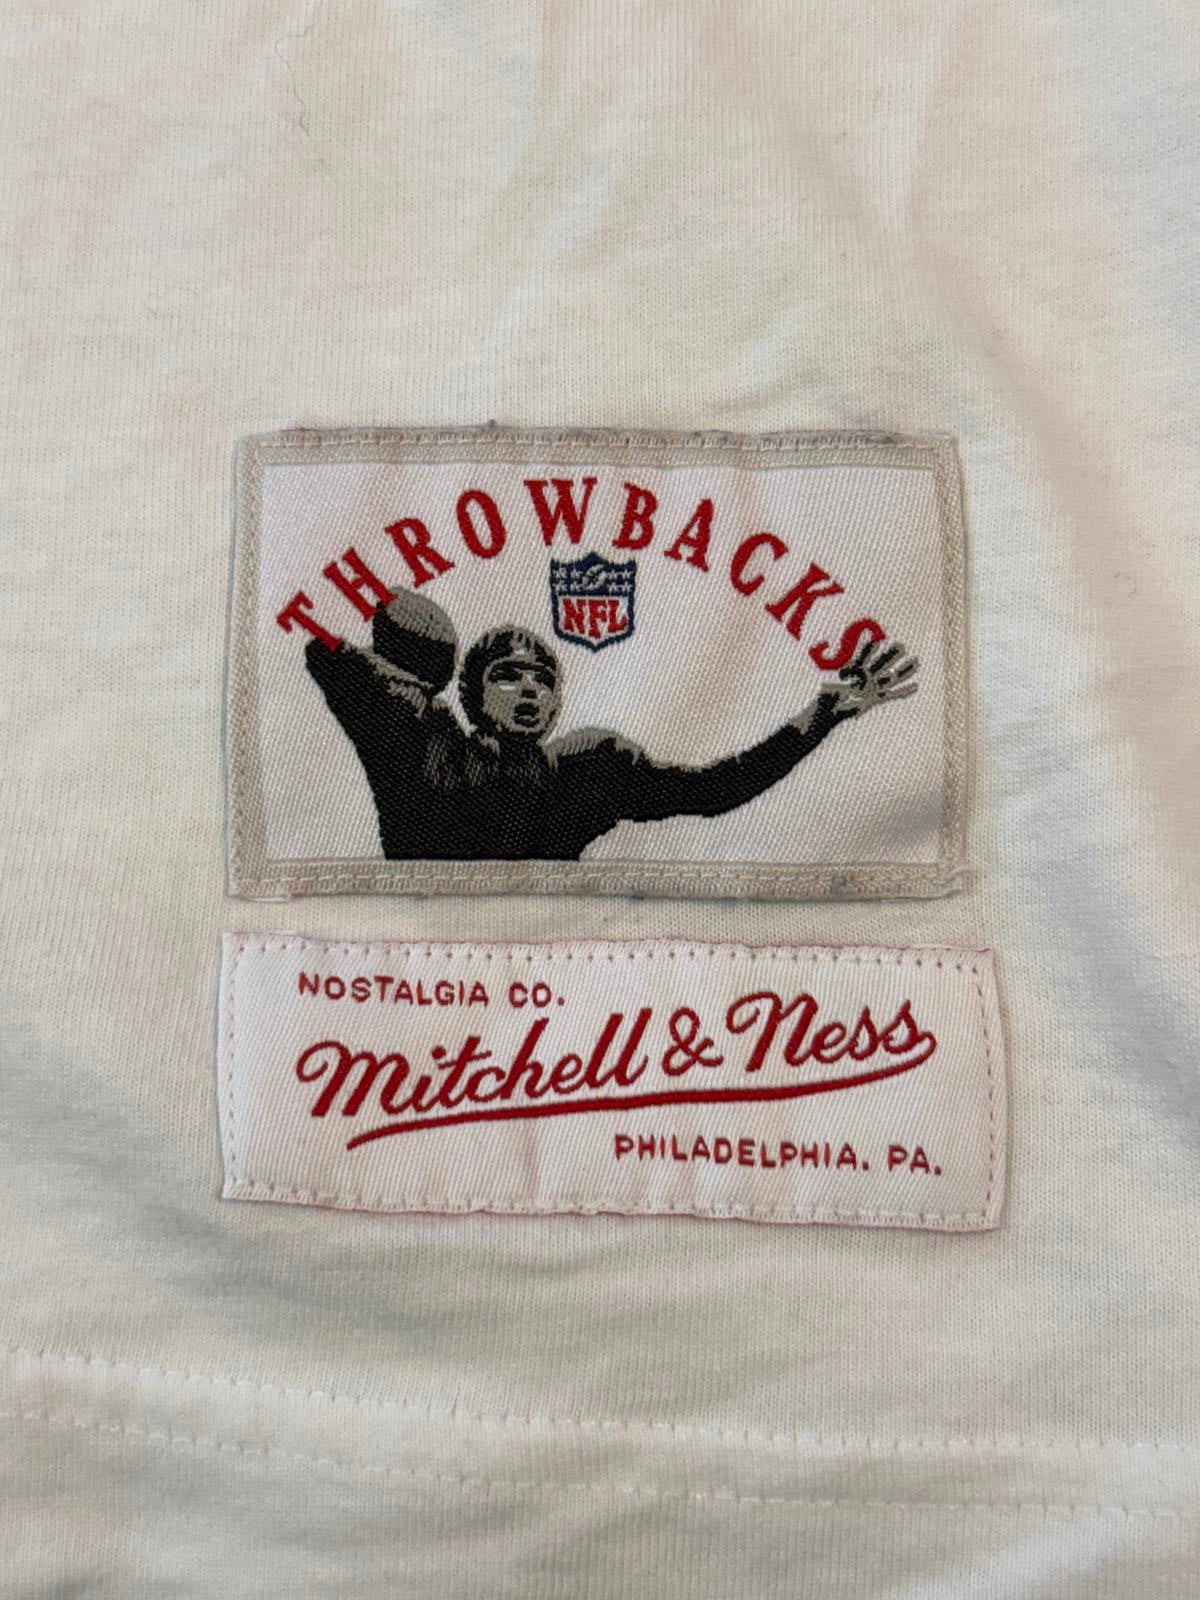 THROWBACKS
NFL
NOSTALGIA CO.
Mitchell & Ness
PHILADELPHIA. PA.